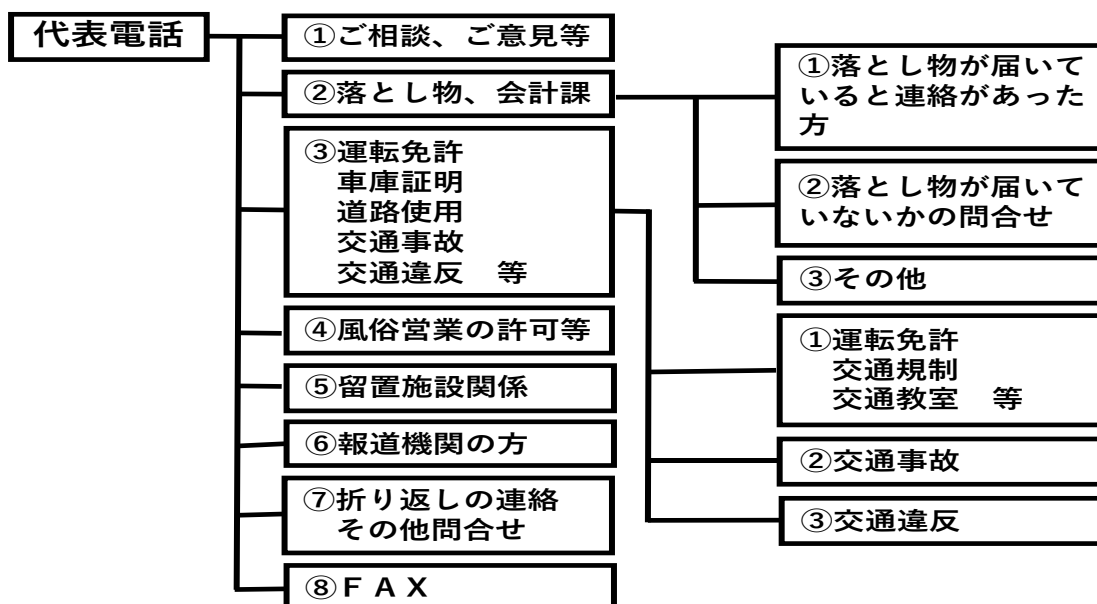 代表電話
①ご相談、ご意見等
②落とし物、会計課
③運転免許
車庫証明
道路使用
交通事故
交通違反　等
④風俗営業の許可等
⑤留置施設関係
⑥報道機関の方
⑦折り返しの連絡
その他問合せ
⑧ＦＡＸ
①落とし物が届いて
いると連絡があった
方
②落とし物が届いて
いないかの問合せ
③その他
①運転免許
交通規制
交通教室　等
②交通事故
③交通違反